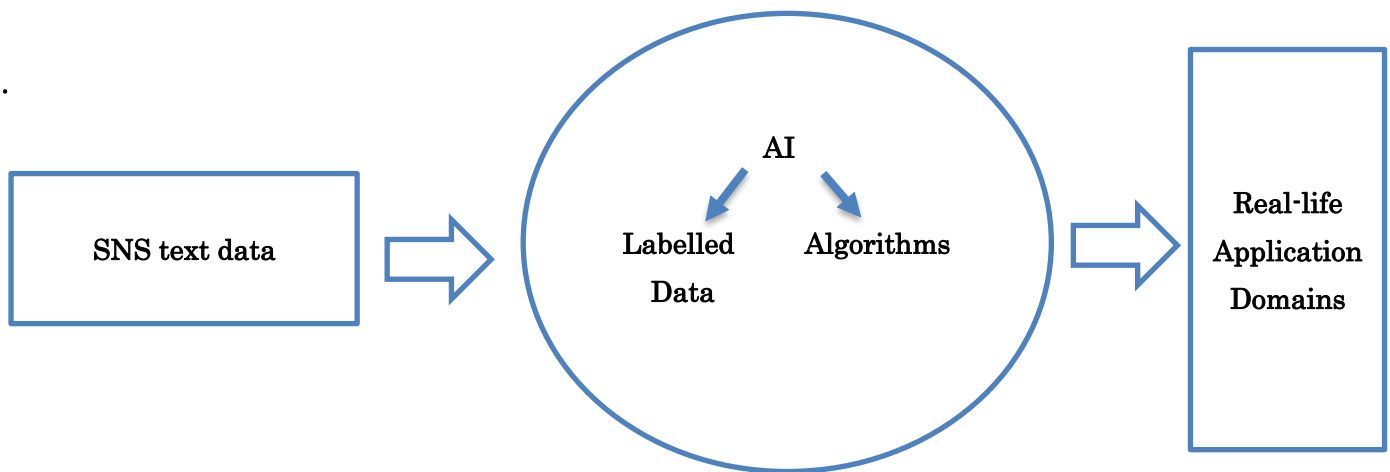 .
SNS text data
AI
Labelled
Data
Algorithms
Real-life
Application
Domains